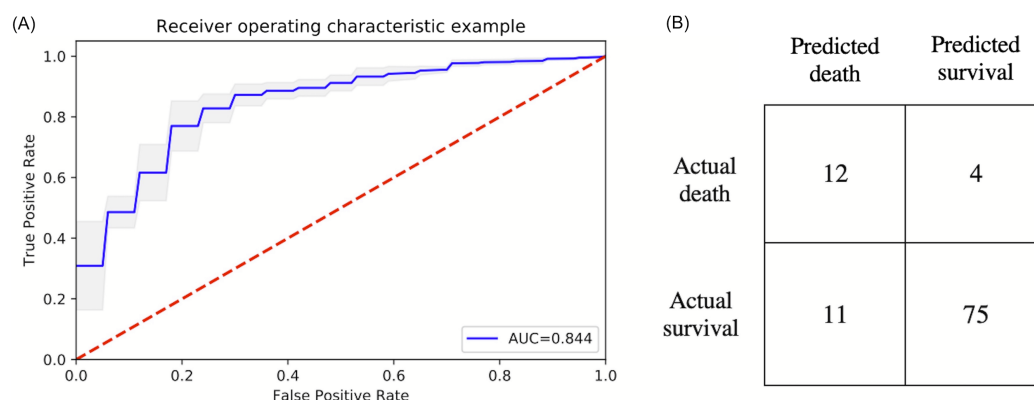 (A)
Receiver operating characteristic example
True Positive Rate
1.0
0.8
0.6
0.4
0.2
0.0
0.0 0.2 0.4 0.6 0.8 1.0
False Positive Rate
AUC=0.844
(B)
Predicted
death
Predicted
survival
Actual
death
12 4
Actual
survival
11 75